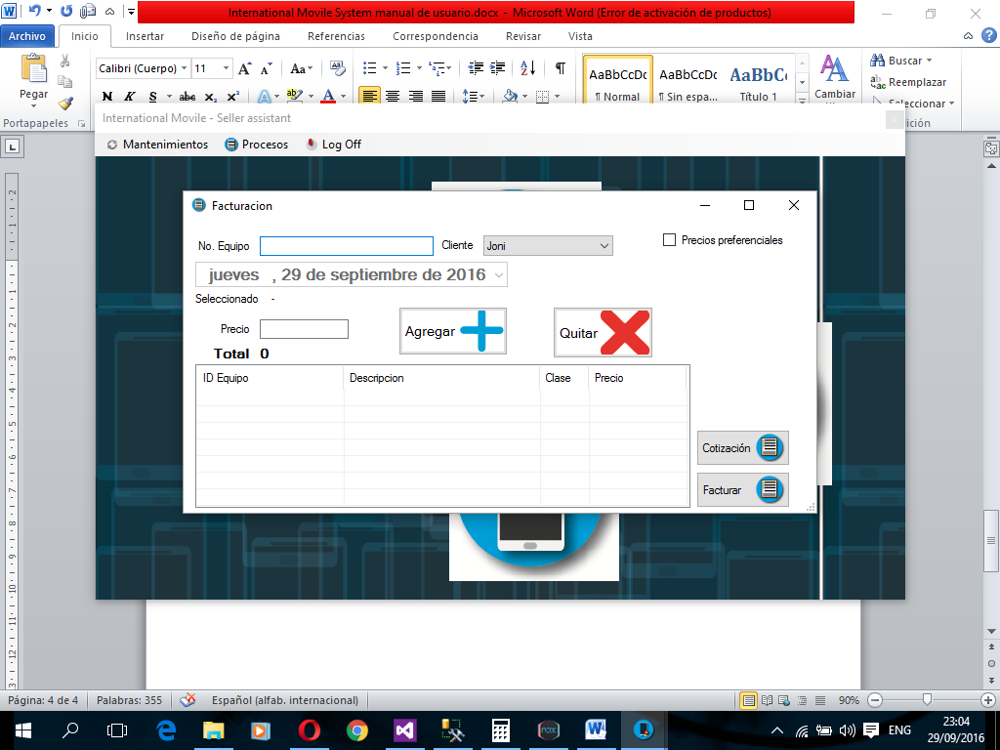 International Movile System manual de usuario.docx - Microsoft Word (Error de activación de productos)
Archivo Inicio Insertar Diseño de página Referencias Correspondencia Revisar Vista
Calibri (Cuerpo) 11 Aa
AaBbCcDc AaBbCcDc AaBbCc
Buscar
Reemplazar
Seleccionar
Pegar
N K S abc x₂ x²
¶ Normal ¶ Sin espa... Título 1
Cambiar
Portapapeles
International Movile - Seller assistant
Mantenimientos Procesos Log Off
Facturacion
No. Equipo Cliente Joni Precios preferenciales
jueves , 29 de septiembre de 2016
Seleccionado -
Precio Agregar Quitar
Total 0
ID Equipo Descripcion Clase Precio
Cotización
Facturar
Página: 4 de 4 Palabras: 355 Español (alfab. internacional) 90%
ENG
23:04
29/09/2016